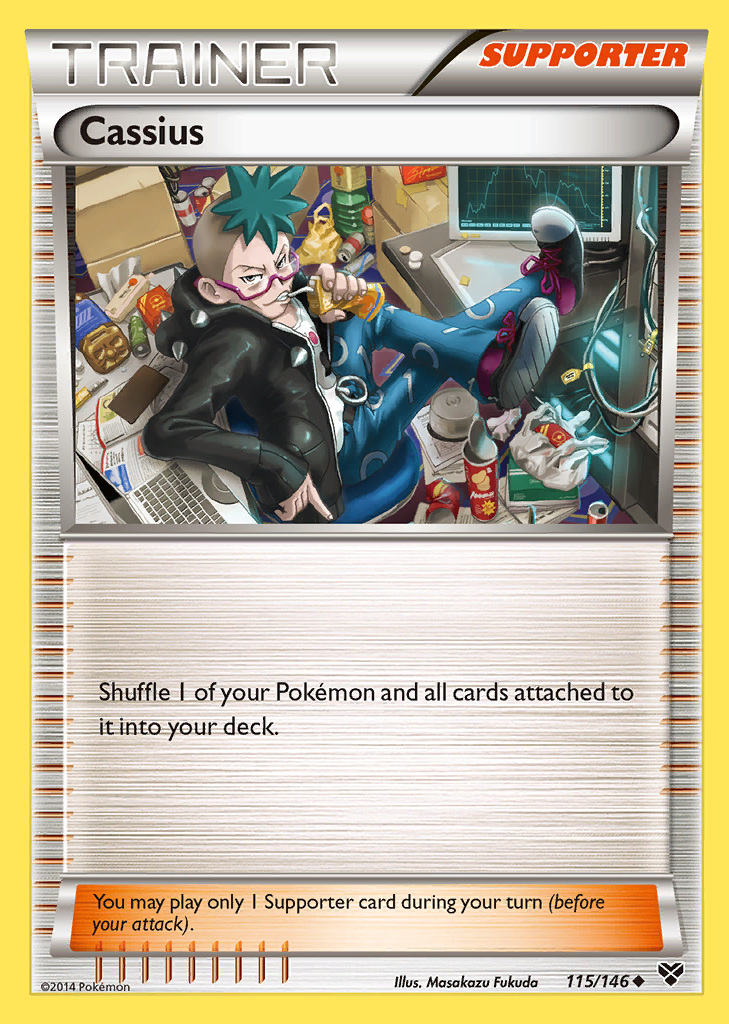 TRAINER
SUPPORTER
Cassius
Shuffle 1 of your Pokémon and all cards attached to
it into your deck.
You may play only 1 Supporter card during your turn (before
your attack).
©2014 Pokémon
Illus. Masakazu Fukuda
115/146